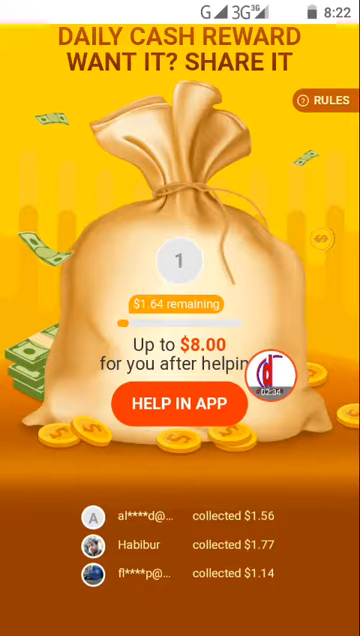 G 3G 3G 8:22
DAILY CASH REWARD
WANT IT? SHARE IT
? RULES
1
$1.64 remaining
Up to $8.00
for you after helpin
02:34
HELP IN APP
A al****d@... collected $1.56
Habibur collected $1.77
fl****p@... collected $1.14